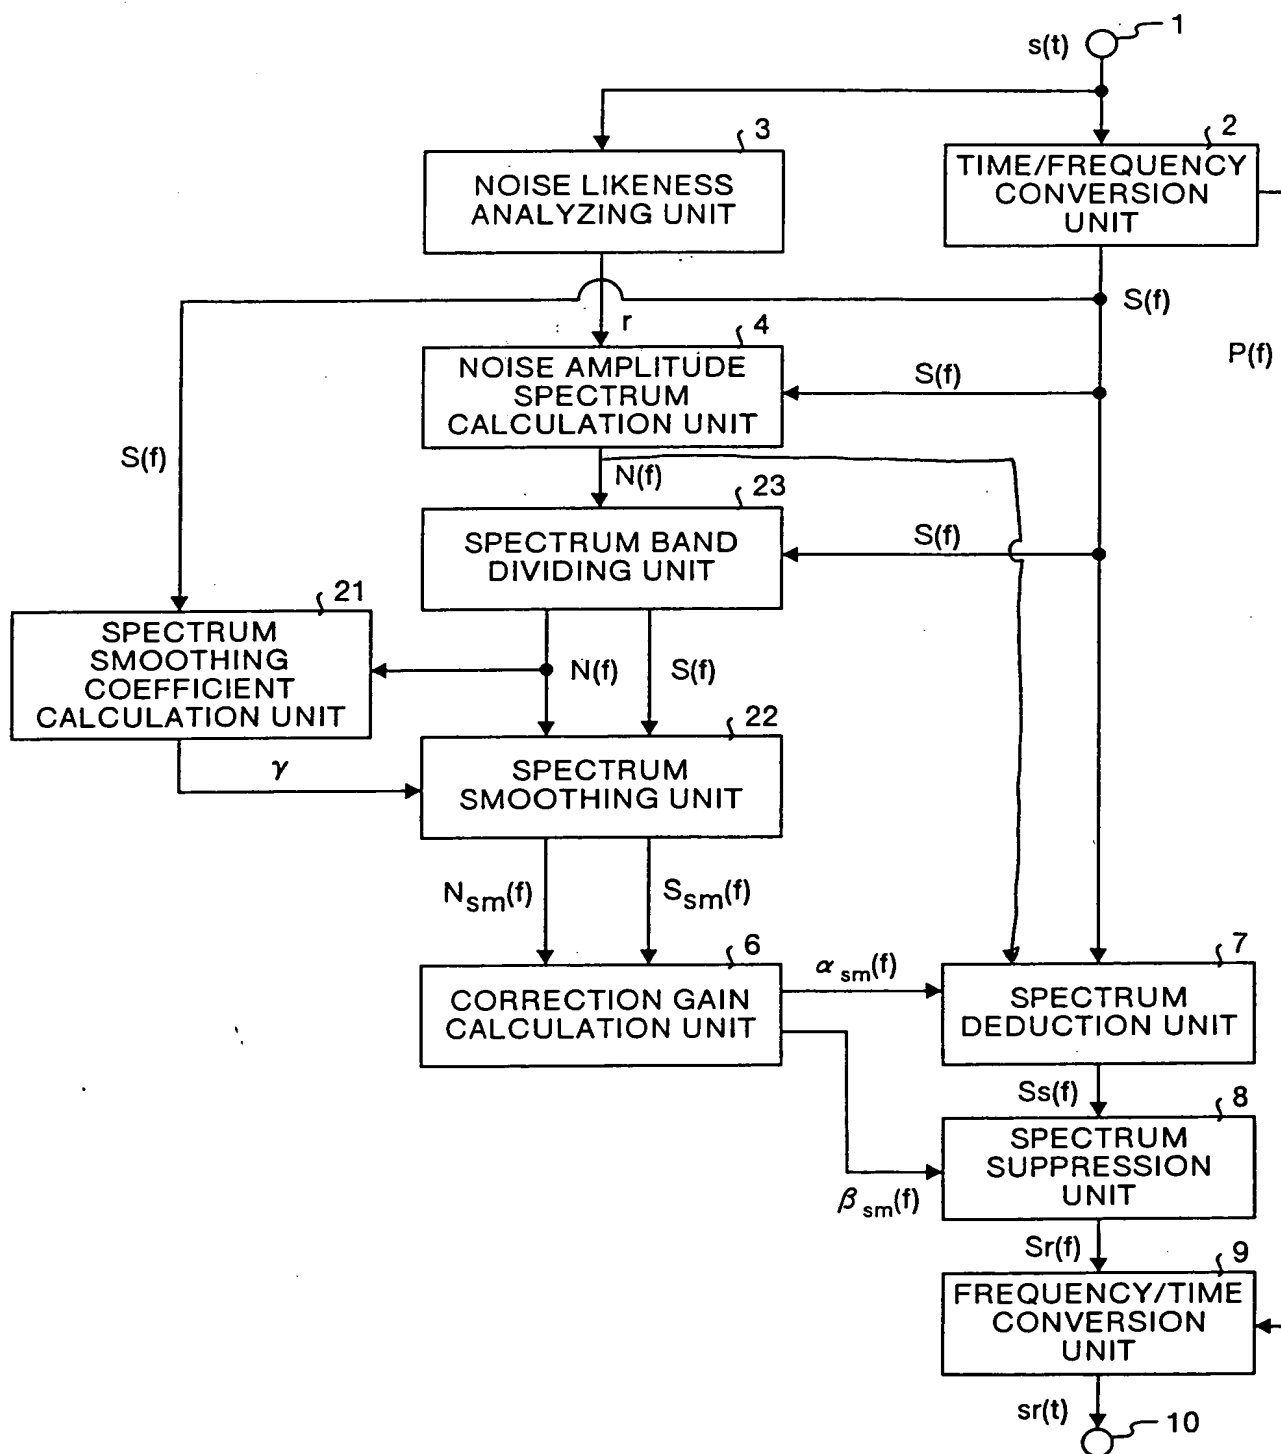 1
s(t)
3
NOISE LIKENESS
ANALYZING UNIT
2
TIME/FREQUENCY
CONVERSION
UNIT
S(f)
r
P(f)
4
NOISE AMPLITUDE
SPECTRUM
CALCULATION UNIT
S(f)
S(f)
N(f)
23
SPECTRUM BAND
DIVIDING UNIT
S(f)
21
SPECTRUM
SMOOTHING
COEFFICIENT
CALCULATION UNIT
N(f)
S(f)
γ
22
SPECTRUM
SMOOTHING UNIT
Nsm(f)
Ssm(f)
6
CORRECTION GAIN
CALCULATION UNIT
αsm(f)
7
SPECTRUM
DEDUCTION UNIT
Ss(f)
βsm(f)
8
SPECTRUM
SUPPRESSION
UNIT
Sr(f)
9
FREQUENCY/TIME
CONVERSION
UNIT
sr(t)
10